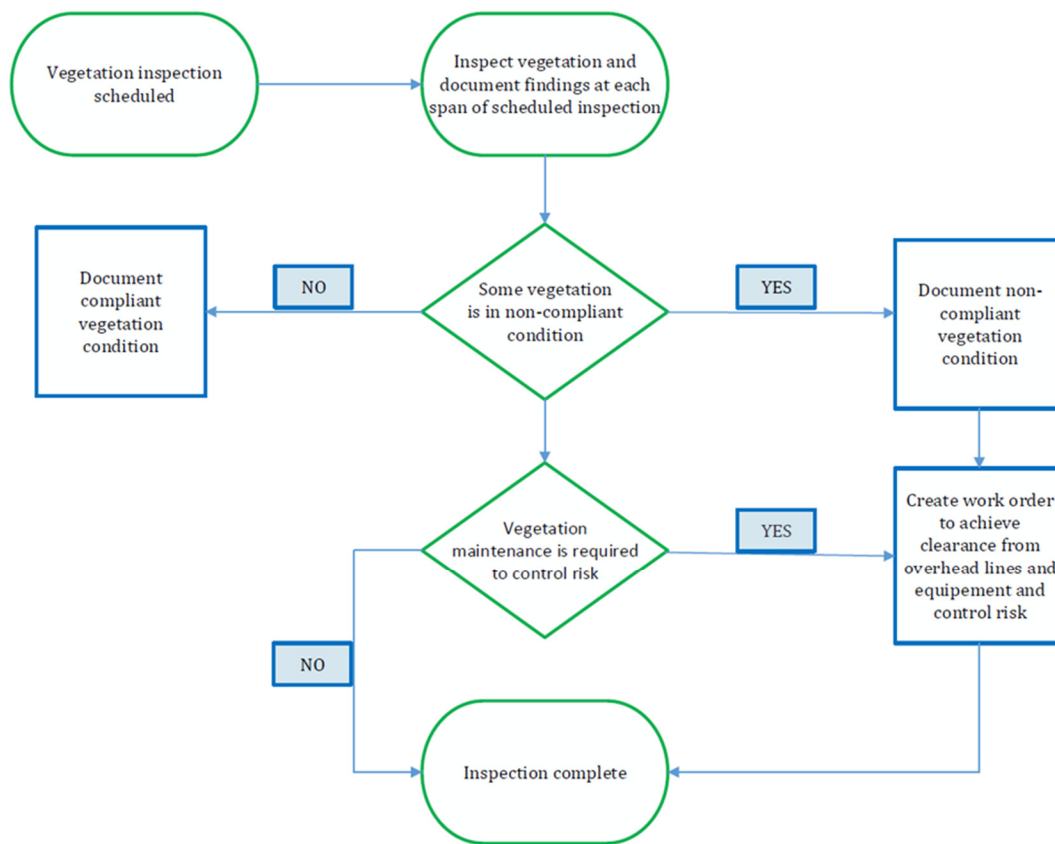 Vegetation inspection
scheduled
Inspect vegetation and
document findings at each
span of scheduled inspection
Document
compliant
vegetation
condition
NO
Some vegetation
is in non-compliant
condition
YES
Document non-
compliant
vegetation
condition
Vegetation
maintenance is required
to control risk
YES
Create work order
to achieve
clearance from
overhead lines and
equipement and
control risk
NO
Inspection complete